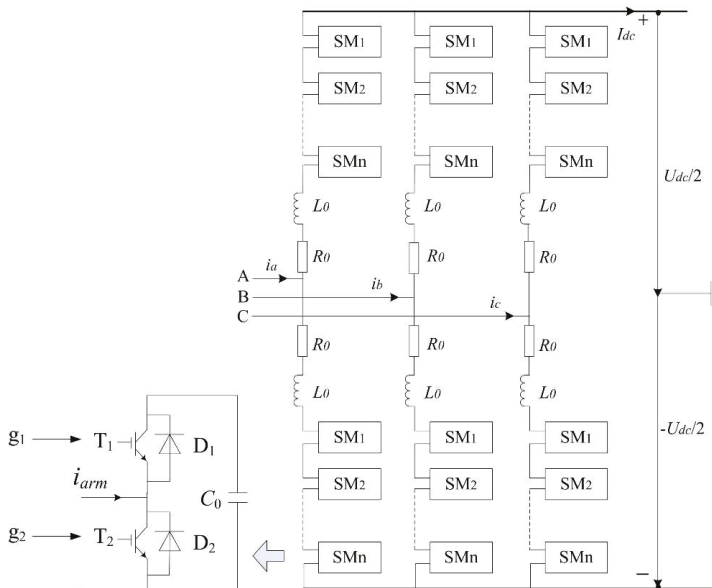 SM1 SM1 SM1
Idc +
SM2 SM2 SM2
SMn SMn SMn
Udc/2
L0 L0 L0
R0 R0 R0
A ia
B ib
C ic
R0 R0 R0
L0 L0 L0
-Udc/2
SM1 SM1 SM1
SM2 SM2 SM2
SMn SMn SMn
−
g1 T1 D1
iarm
C0
g2 T2 D2